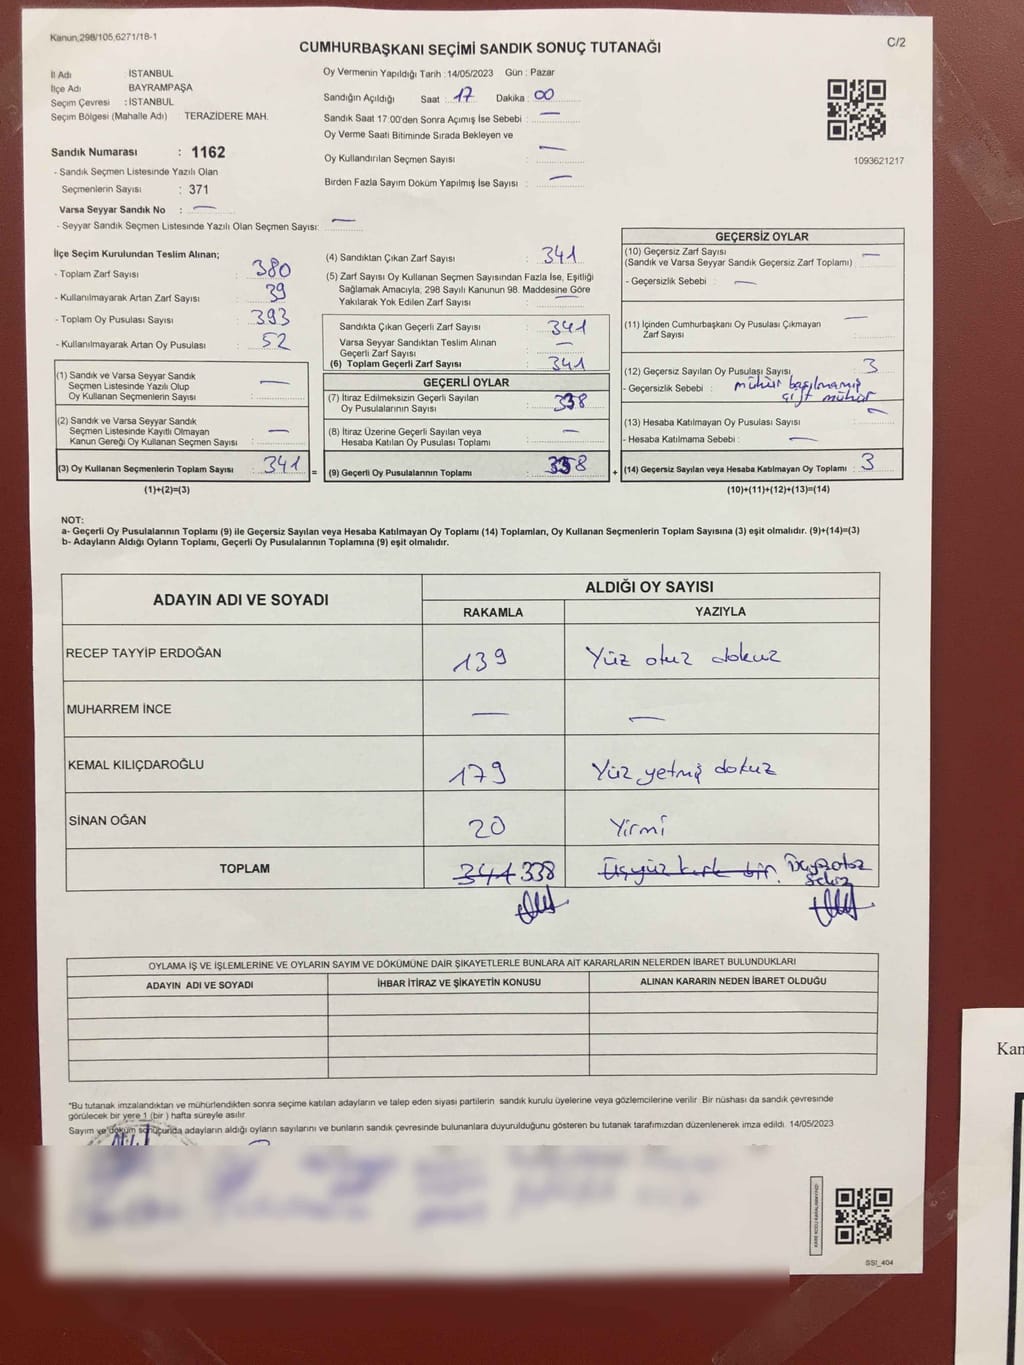 Kanun,298/105,6271/18-1
CUMHURBAŞKANI SEÇİMİ SANDIK SONUÇ TUTANAĞI
C/2
İl Adı : İSTANBUL
İlçe Adı BAYRAMPAŞA
Seçim Çevresi : İSTANBUL
Seçim Bölgesi (Mahalle Adı) TERAZİDERE MAH.
Sandık Numarası : 1162
- Sandık Seçmen Listesinde Yazılı Olan
Seçmenlerin Sayısı : 371
Varsa Seyyar Sandık No : —
- Seyyar Sandık Seçmen Listesinde Yazılı Olan Seçmen Sayısı: —
Oy Vermenin Yapıldığı Tarih : 14/05/2023 Gün : Pazar
Sandığın Açıldığı Saat : 17 Dakika : 00
Sandık Saat 17:00'den Sonra Açımış İse Sebebi : —
Oy Verme Saati Bitiminde Sırada Bekleyen ve
Oy Kullandırılan Seçmen Sayısı : —
Birden Fazla Sayım Döküm Yapılmış İse Sayısı : —
1093621217
İlçe Seçim Kurulundan Teslim Alınan;
- Toplam Zarf Sayısı : 380
- Kullanılmayarak Artan Zarf Sayısı : 39
- Toplam Oy Pusulası Sayısı : 393
- Kullanılmayarak Artan Oy Pusulası : 52
(1) Sandık ve Varsa Seyyar Sandık
Seçmen Listesinde Yazılı Olup
Oy Kullanan Seçmenlerin Sayısı : —
(2) Sandık ve Varsa Seyyar Sandık
Seçmen Listesinde Kayıtlı Olmayan
Kanun Gereği Oy Kullanan Seçmen Sayısı : —
(3) Oy Kullanan Seçmenlerin Toplam Sayısı : 341 =
(1)+(2)=(3)
(4) Sandıktan Çıkan Zarf Sayısı : 341
(5) Zarf Sayısı Oy Kullanan Seçmen Sayısından Fazla İse, Eşitliği
Sağlamak Amacıyla, 298 Sayılı Kanunun 98. Maddesine Göre
Yakılarak Yok Edilen Zarf Sayısı : —
Sandıkta Çıkan Geçerli Zarf Sayısı : 341
Varsa Seyyar Sandıktan Teslim Alınan
Geçerli Zarf Sayısı : —
(6) Toplam Geçerli Zarf Sayısı : 341
GEÇERLİ OYLAR
(7) İtiraz Edilmeksizin Geçerli Sayılan
Oy Pusulalarının Sayısı : 338
(8) İtiraz Üzerine Geçerli Sayılan veya
Hesaba Katılan Oy Pusulası Toplamı : —
(9) Geçerli Oy Pusulalarının Toplamı : 338 +
GEÇERSİZ OYLAR
(10) Geçersiz Zarf Sayısı
(Sandık ve Varsa Seyyar Sandık Geçersiz Zarf Toplamı) : —
- Geçersizlik Sebebi : —
(11) İçinden Cumhurbaşkanı Oy Pusulası Çıkmayan
Zarf Sayısı : —
(12) Geçersiz Sayılan Oy Pusulası Sayısı : 3
- Geçersizlik Sebebi : mühür basılmamış
çift mühür
(13) Hesaba Katılmayan Oy Pusulası Sayısı : —
- Hesaba Katılmama Sebebi : —
(14) Geçersiz Sayılan veya Hesaba Katılmayan Oy Toplamı : 3
(10)+(11)+(12)+(13)=(14)
NOT:
a- Geçerli Oy Pusulalarının Toplamı (9) ile Geçersiz Sayılan veya Hesaba Katılmayan Oy Toplamı (14) Toplamları, Oy Kullanan Seçmenlerin Toplam Sayısına (3) eşit olmalıdır. (9)+(14)=(3)
b- Adayların Aldığı Oyların Toplamı, Geçerli Oy Pusulalarının Toplamına (9) eşit olmalıdır.
ADAYIN ADI VE SOYADI
ALDIĞI OY SAYISI
RAKAMLA YAZIYLA
RECEP TAYYİP ERDOĞAN 139 Yüz otuz dokuz
MUHARREM İNCE — —
KEMAL KILIÇDAROĞLU 179 Yüz yetmiş dokuz
SİNAN OĞAN 20 Yirmi
TOPLAM 341 338 Üçyüz kırk bir. Üçyüzotuz
Sekiz
OYLAMA İŞ VE İŞLEMLERİNE VE OYLARIN SAYIM VE DÖKÜMÜNE DAİR ŞİKAYETLERLE BUNLARA AİT KARARLARIN NELERDEN İBARET BULUNDUKLARI
ADAYIN ADI VE SOYADI İHBAR İTİRAZ VE ŞİKAYETİN KONUSU ALINAN KARARIN NEDEN İBARET OLDUĞU
*Bu tutanak imzalandıktan ve mühürlendikten sonra seçime katılan adayların ve talep eden siyasi partilerin sandık kurulu üyelerine veya gözlemcilerine verilir. Bir nüshası da sandık çevresinde
görülecek bir yere 1 (bir) hafta süreyle asılır.
Sayım ve döküm sonucunda adayların aldığı oyların sayılarını ve bunların sandık çevresinde bulunanlara duyurulduğunu gösteren bu tutanak tarafımızdan düzenlenerek imza edildi. 14/05/2023
SSI_404
Kan